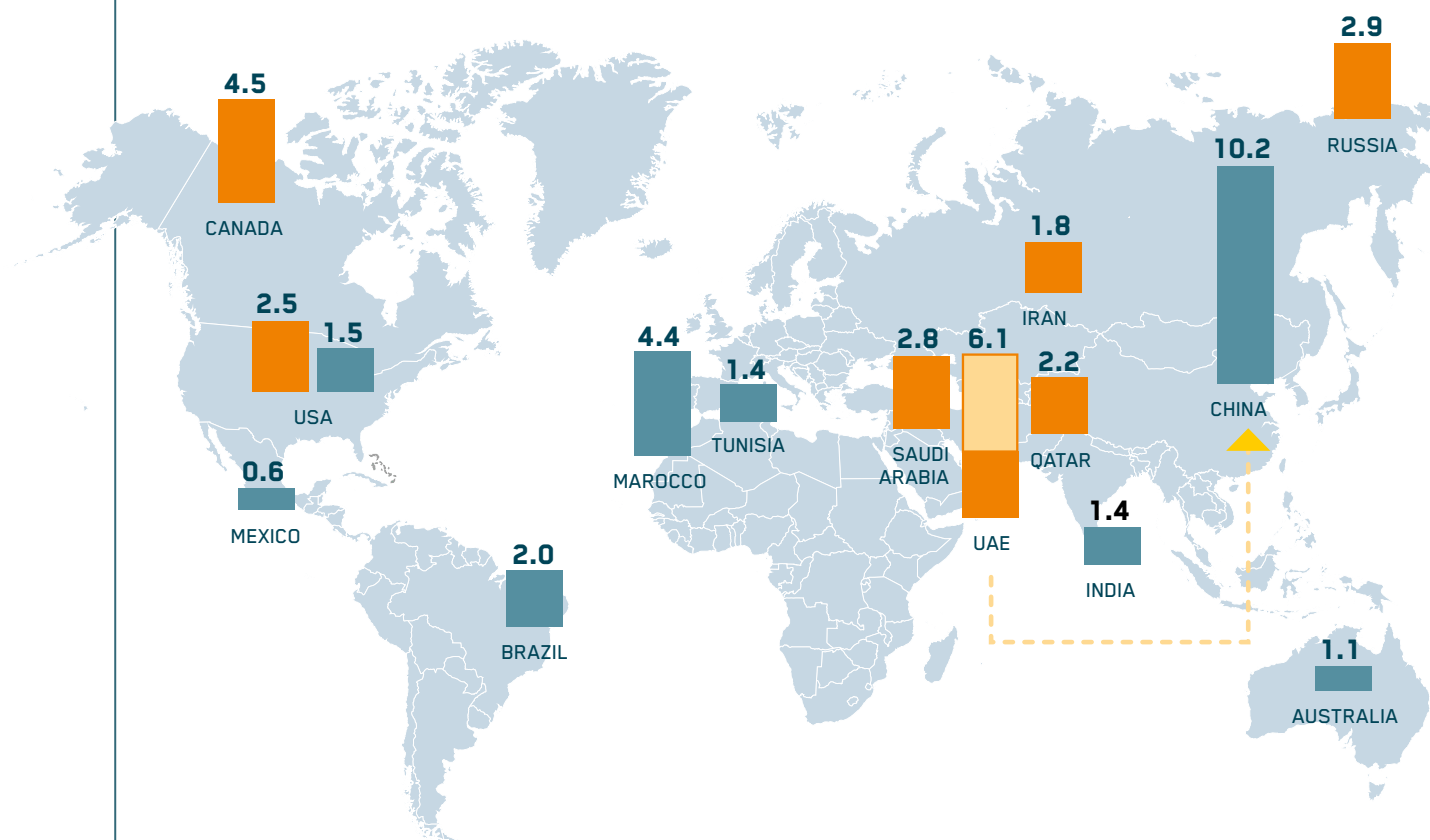 2.9
RUSSIA
4.5
CANADA
10.2
CHINA
1.8
IRAN
2.5
1.5
USA
4.4
MAROCCO
1.4
TUNISIA
2.8
SAUDI
ARABIA
6.1
UAE
2.2
QATAR
0.6
MEXICO
1.4
INDIA
2.0
BRAZIL
1.1
AUSTRALIA